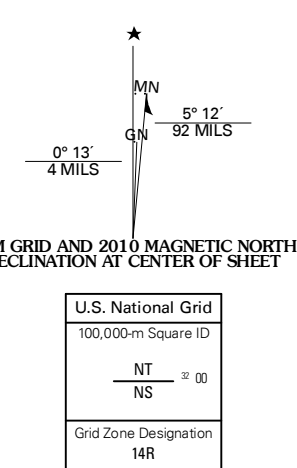 ★
MN
5° 12´
92 MILS
GN
0° 13´
4 MILS
M GRID AND 2010 MAGNETIC NORTH
ECLINATION AT CENTER OF SHEET
U.S. National Grid
100,000-m Square ID
NT
32 00
NS
Grid Zone Designation
14R